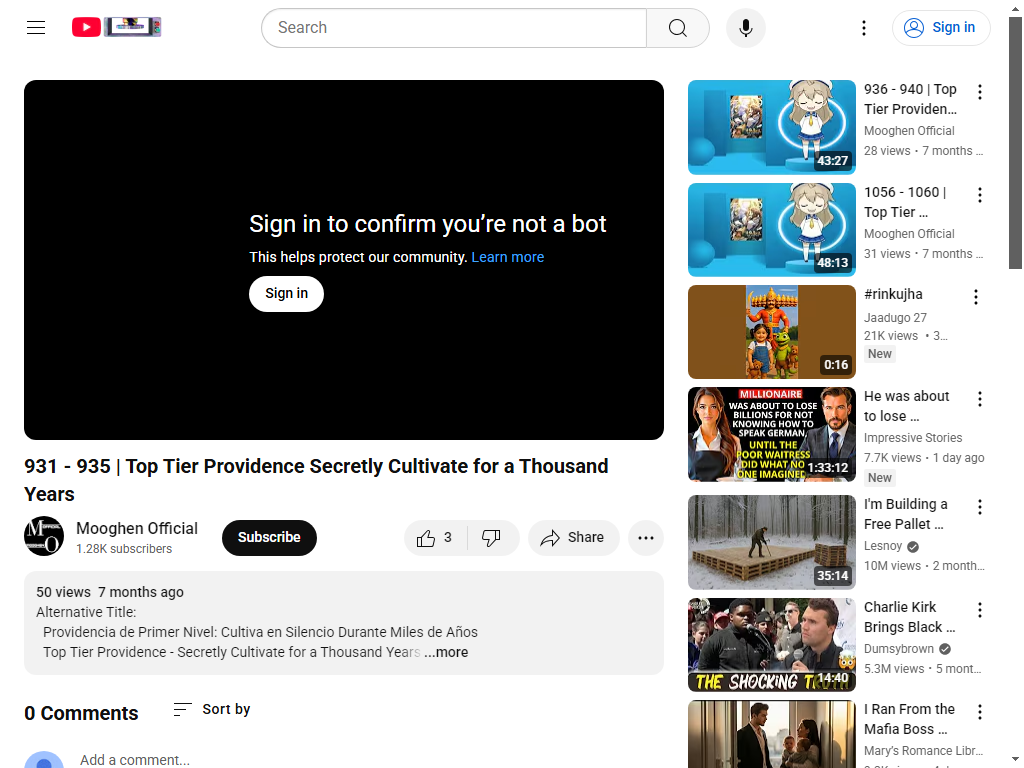 Search
Sign in
Sign in to confirm you’re not a bot
This helps protect our community. Learn more
Sign in
931 - 935 | Top Tier Providence Secretly Cultivate for a Thousand
Years
Mooghen Official
1.28K subscribers
Subscribe
3
Share
50 views 7 months ago
Alternative Title:
Providencia de Primer Nivel: Cultiva en Silencio Durante Miles de Años
Top Tier Providence - Secretly Cultivate for a Thousand Years ...more
0 Comments
Sort by
Add a comment...
43:27
936 - 940 | Top
Tier Providen...
Mooghen Official
28 views • 7 months ...
48:13
1056 - 1060 |
Top Tier ...
Mooghen Official
31 views • 7 months ...
0:16
#rinkujha
Jaadugo 27
21K views • 3...
New
MILLIONAIRE
WAS ABOUT TO LOSE
BILLIONS FOR NOT
KNOWING HOW TO
SPEAK GERMAN,
UNTIL THE
POOR WAITRESS
DID WHAT NO
ONE IMAGINED
1:33:12
He was about
to lose ...
Impressive Stories
7.7K views • 1 day ago
New
35:14
I'm Building a
Free Pallet ...
Lesnoy
10M views • 2 month...
THE SHOCKING TRUTH
14:40
Charlie Kirk
Brings Black ...
Dumsybrown
5.3M views • 5 mont...
I Ran From the
Mafia Boss ...
Mary's Romance Libr...